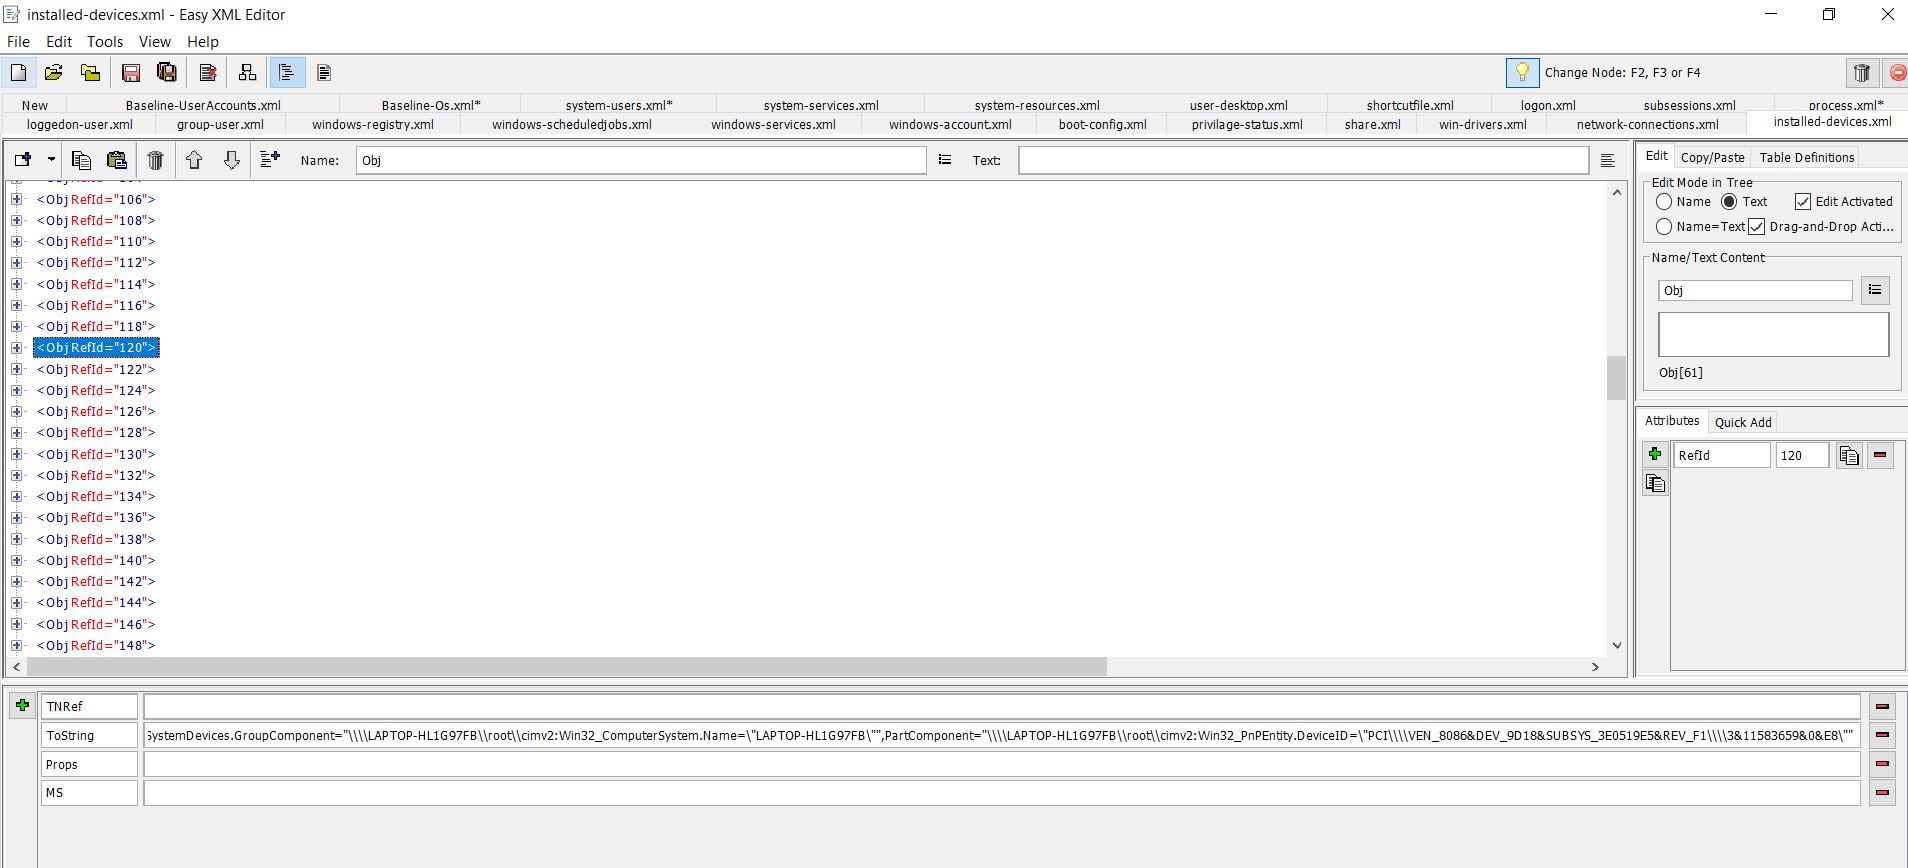 installed-devices.xml - Easy XML Editor
File Edit Tools View Help
Change Node: F2, F3 or F4
New Baseline-UserAccounts.xml Baseline-Os.xml* system-users.xml* system-services.xml system-resources.xml user-desktop.xml shortcutfile.xml logon.xml subsessions.xml process.xml*
loggedon-user.xml group-user.xml windows-registry.xml windows-scheduledjobs.xml windows-services.xml windows-account.xml boot-config.xml privilage-status.xml share.xml win-drivers.xml network-connections.xml installed-devices.xml
Name: Obj Text:
<Obj RefId="106">
<Obj RefId="108">
<Obj RefId="110">
<Obj RefId="112">
<Obj RefId="114">
<Obj RefId="116">
<Obj RefId="118">
<Obj RefId="120">
<Obj RefId="122">
<Obj RefId="124">
<Obj RefId="126">
<Obj RefId="128">
<Obj RefId="130">
<Obj RefId="132">
<Obj RefId="134">
<Obj RefId="136">
<Obj RefId="138">
<Obj RefId="140">
<Obj RefId="142">
<Obj RefId="144">
<Obj RefId="146">
<Obj RefId="148">
Edit Copy/Paste Table Definitions
Edit Mode in Tree
Name Text Edit Activated
Name=Text Drag-and-Drop Acti...
Name/Text Content
Obj
Obj[61]
Attributes Quick Add
RefId 120
TNRef
ToString SystemDevices.GroupComponent="\\\\LAPTOP-HL1G97FB\\root\\cimv2:Win32_ComputerSystem.Name=\"LAPTOP-HL1G97FB\"",PartComponent="\\\\LAPTOP-HL1G97FB\\root\\cimv2:Win32_PnPEntity.DeviceID=\"PCI\\\\VEN_8086&DEV_9D18&SUBSYS_3E0519E5&REV_F1\\\\3&11583659&0&E8\""
Props
MS